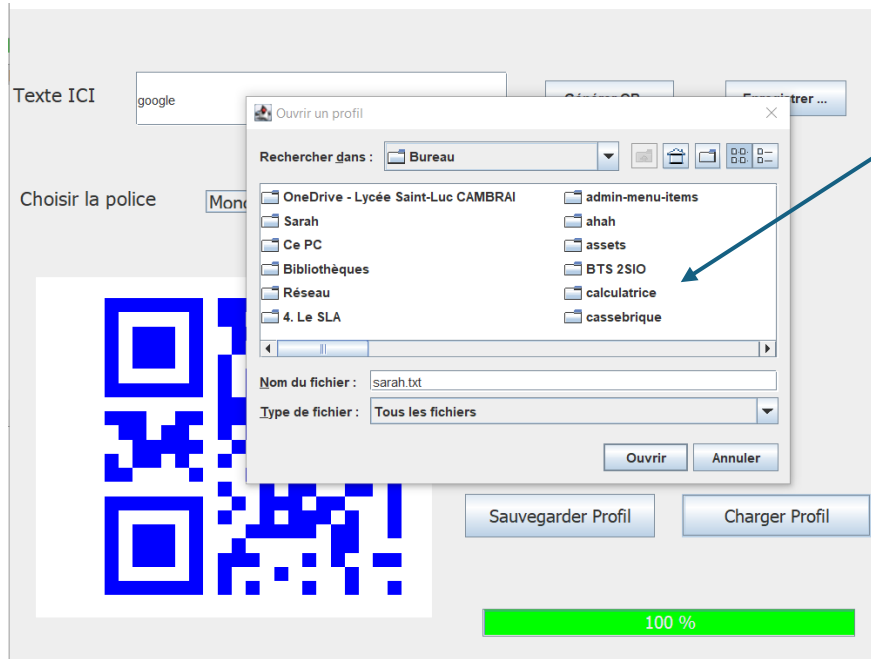 Texte ICI
google
Enregistrer ...
Ouvrir un profil
Rechercher dans :
Bureau
OneDrive - Lycée Saint-Luc CAMBRAI
admin-menu-items
Sarah
ahah
Ce PC
assets
Bibliothèques
BTS 2SIO
Réseau
calculatrice
4. Le SLA
cassebrique
Choisir la police
Nom du fichier :
sarah.txt
Type de fichier :
Tous les fichiers
Ouvrir
Annuler
Sauvegarder Profil
Charger Profil
100 %